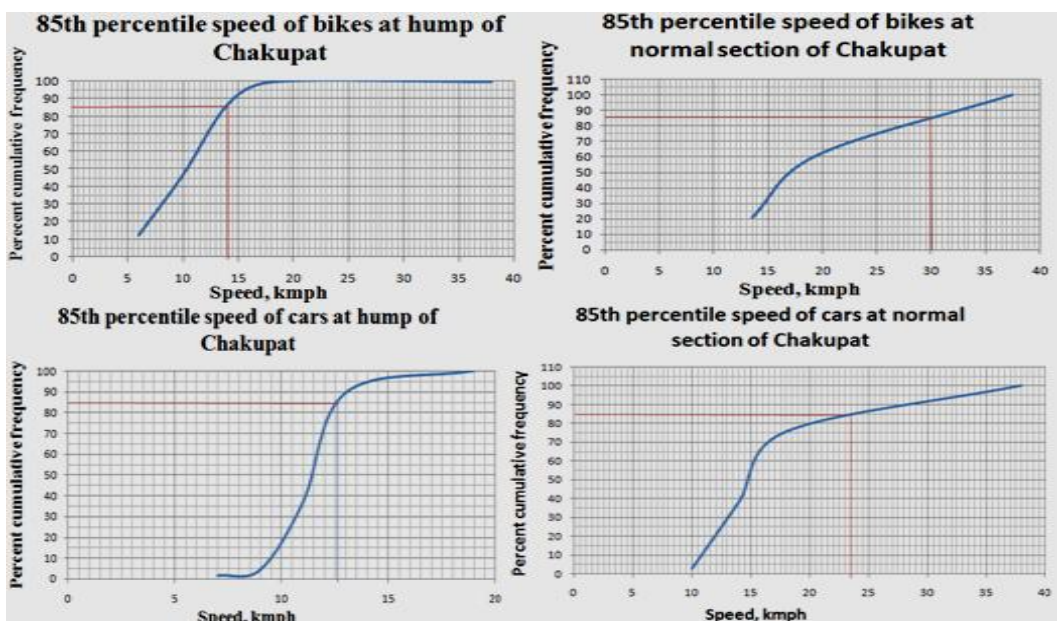 85th percentile speed of bikes at hump of
Chakupat
Perecent cumulative frequency
100
90
80
70
60
50
40
30
20
10
0
0 5 10 15 20 25 30 35 40
Speed, kmph
85th percentile speed of bikes at
normal section of Chakupat
Percent cumulative frequency
110
100
90
80
70
60
50
40
30
20
10
0
0 5 10 15 20 25 30 35 40
Speed, kmph
85th percentile speed of cars at hump of
Chakupat
Percent cumulative frequency
100
90
80
70
60
50
40
30
20
10
0
0 5 10 15 20
Speed, kmph
85th percentile speed of cars at normal
section of Chakupat
Percent cumulative frequency
110
100
90
80
70
60
50
40
30
20
10
0
0 5 10 15 20 25 30 35 40
Speed, kmph